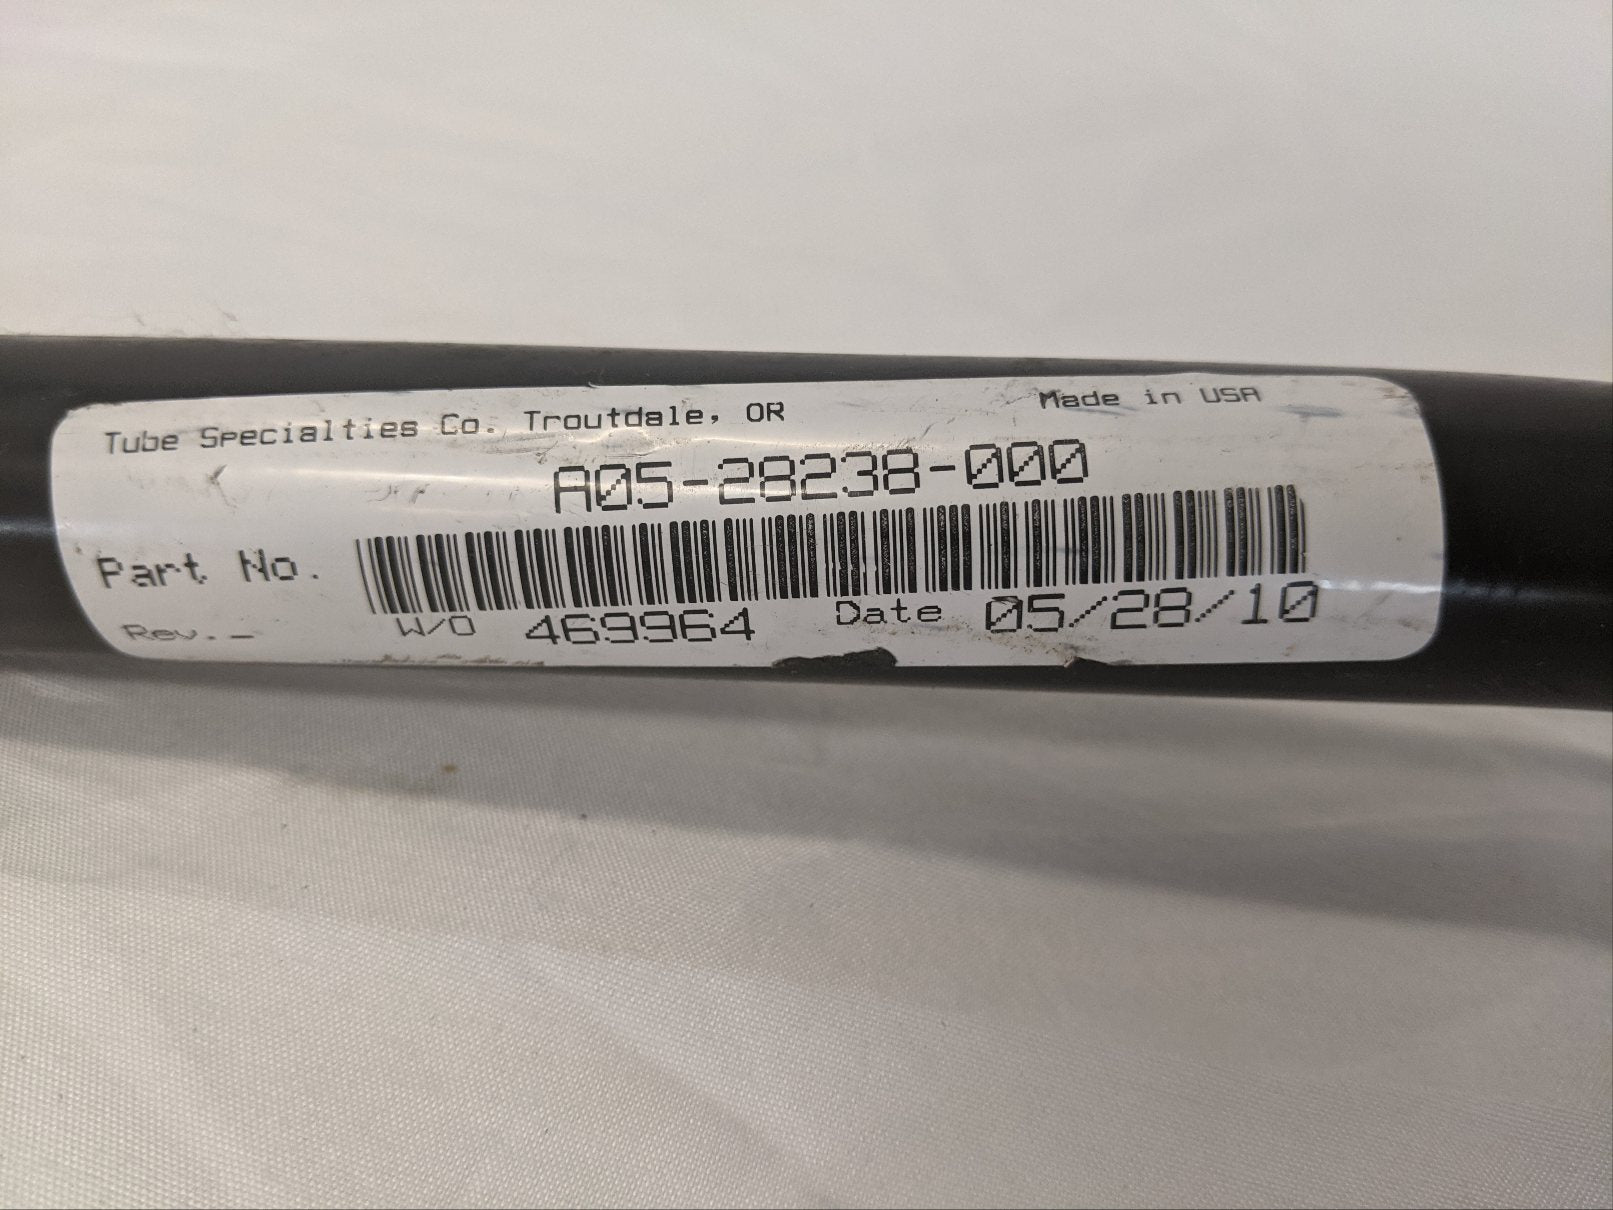 Tube Specialties Co. Troutdale, OR Made in USA
A05-28238-000
Part No.
Rev._ W/O 469964 Date 05/28/10